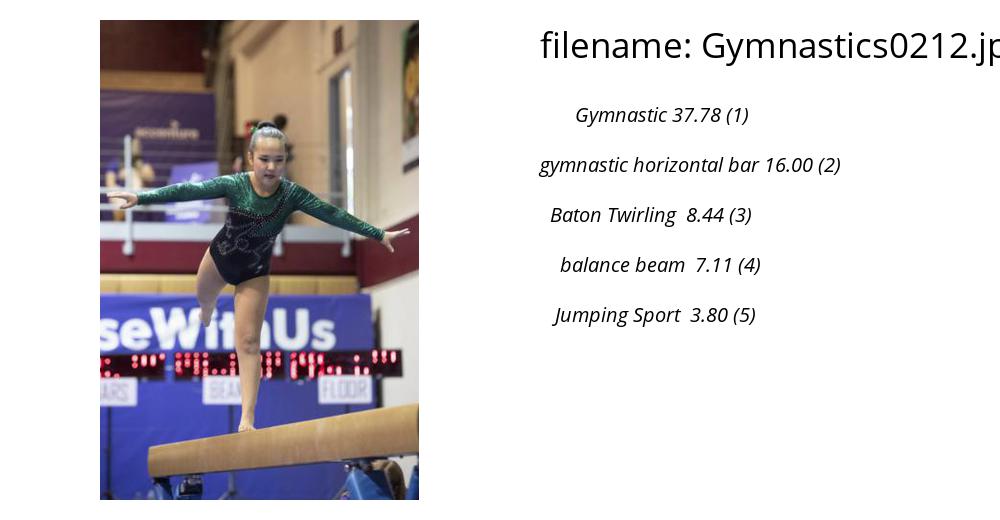 filename: Gymnastics0212.jp
Gymnastic 37.78 (1)
gymnastic horizontal bar 16.00 (2)
Baton Twirling 8.44 (3)
balance beam 7.11 (4)
Jumping Sport 3.80 (5)
accenture
seWithUs
ARS
BEAM
FLOOR